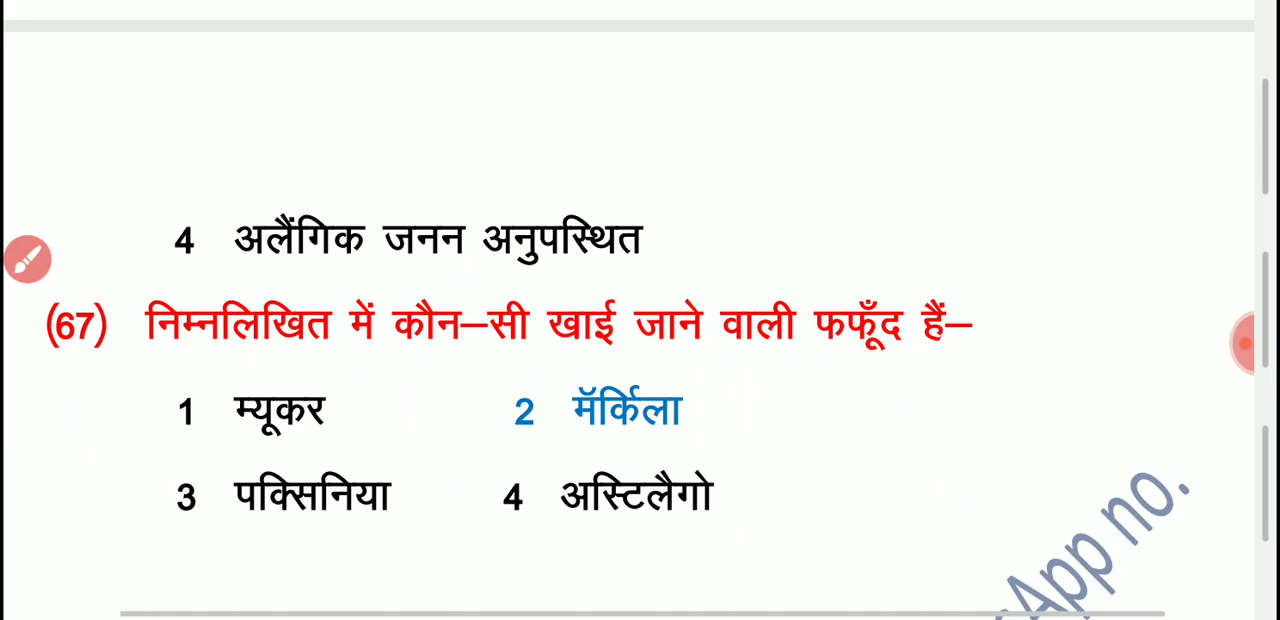 4 अलैंगिक जनन अनुपस्थित
(67) निम्नलिखित में कौन–सी खाई जाने वाली फफूँद हैं–
1 म्यूकर 2 मॅर्किला
3 पक्सिनिया 4 अस्टिलैगो
App no.